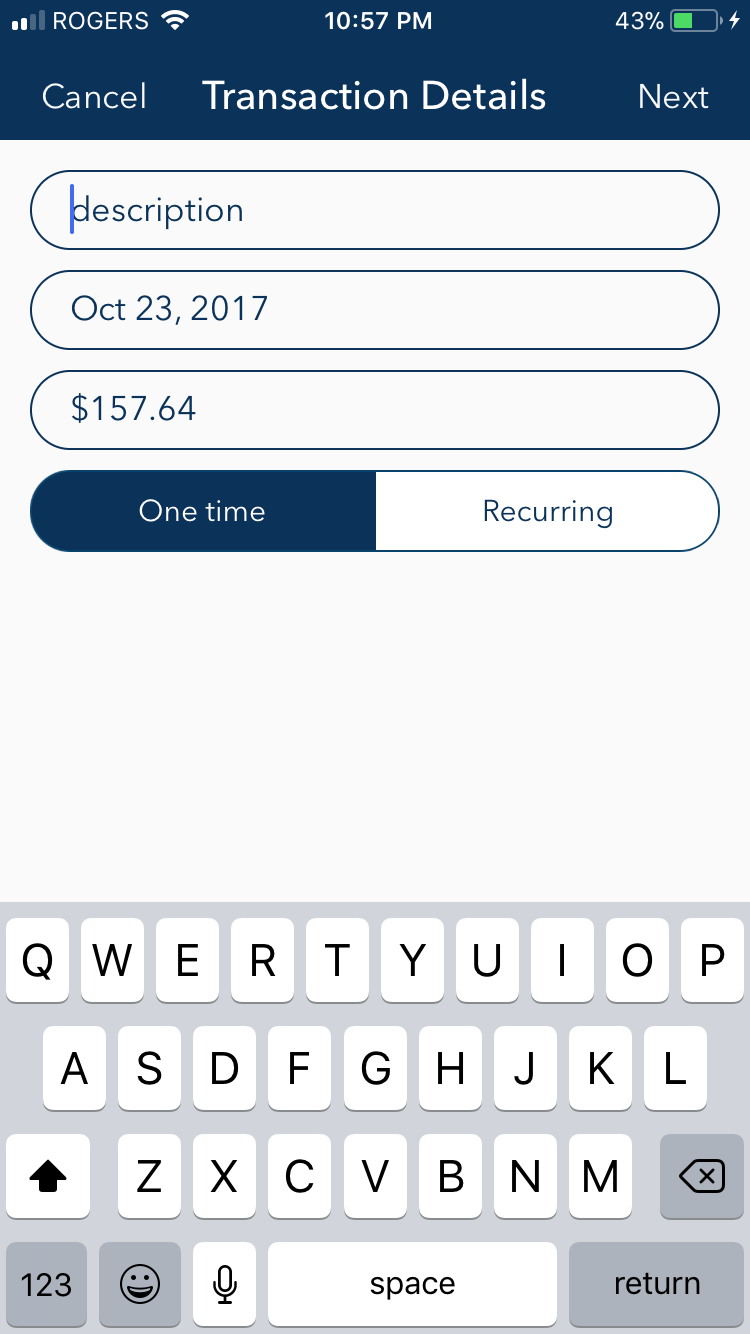 ROGERS 10:57 PM 43%
Cancel Transaction Details Next
description
Oct 23, 2017
$157.64
One time Recurring
Q W E R T Y U I O P
A S D F G H J K L
Z X C V B N M
123 space return